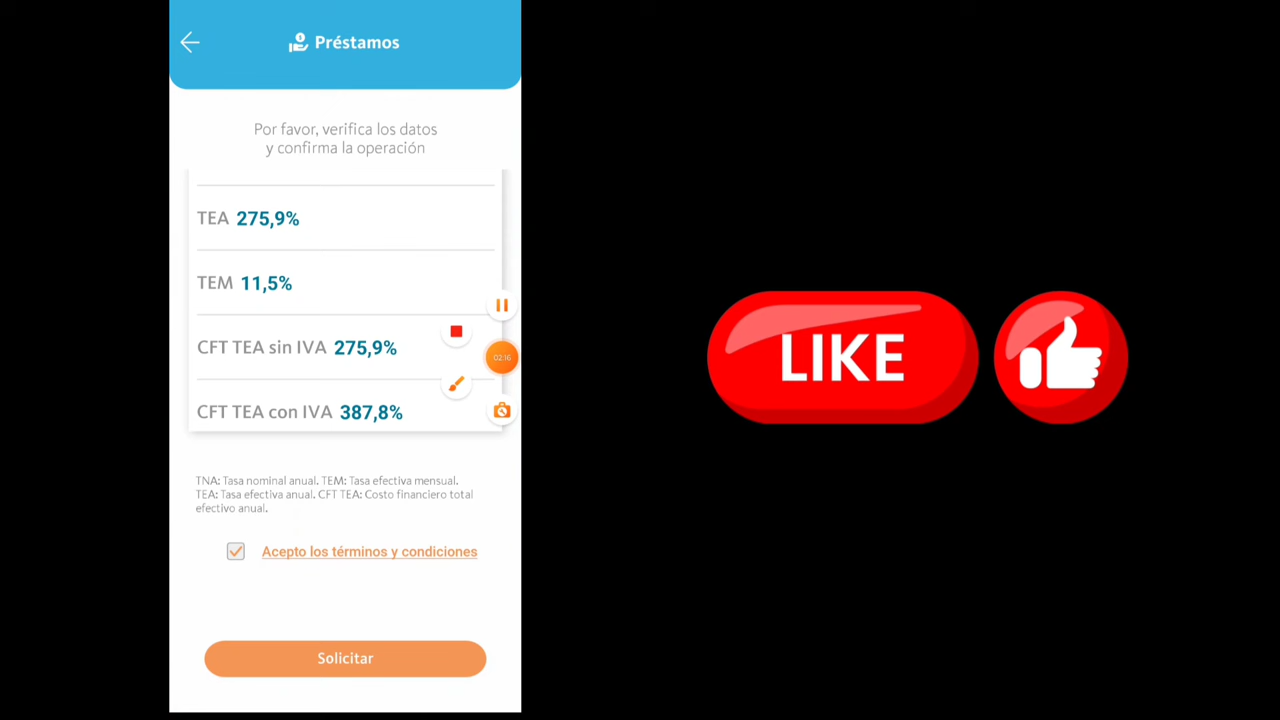 Préstamos
Por favor, verifica los datos
y confirma la operación
TEA 275,9%
TEM 11,5%
CFT TEA sin IVA 275,9%
02:16
CFT TEA con IVA 387,8%
TNA: Tasa nominal anual. TEM: Tasa efectiva mensual.
TEA: Tasa efectiva anual. CFT TEA: Costo financiero total
efectivo anual.
Acepto los términos y condiciones
Solicitar
LIKE